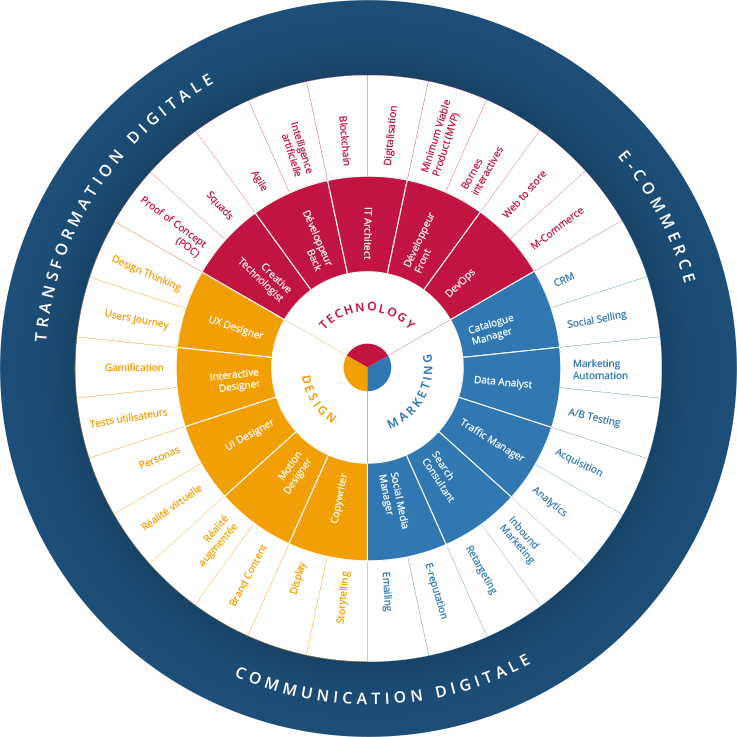 TRANSFORMATION DIGITALE
E-COMMERCE
COMMUNICATION DIGITALE
TECHNOLOGY
MARKETING
DESIGN
Proof of Concept
(POC)
Squads
Agile
Intelligence
artificielle
Blockchain
Digitalisation
Minimum Viable
Product (MVP)
Bornes
intéractives
Web to store
M-Commerce
CRM
Social Selling
Marketing
Automation
A/B Testing
Acquisition
Analytics
Inbound
Marketing
Retargeting
E-reputation
Emailing
Storytelling
Display
Brand Content
Réalité
augmentée
Réalité virtuelle
Personas
Tests utilisateurs
Gamification
Users Journey
Design Thinking
Creative
Technologist
Développeur
Back
IT Architect
Développeur
Front
DevOps
Catalogue
Manager
Data Analyst
Traffic Manager
Search
Consultant
Social Media
Manager
Copywriter
Motion
Designer
UI Designer
Interactive
Designer
UX Designer